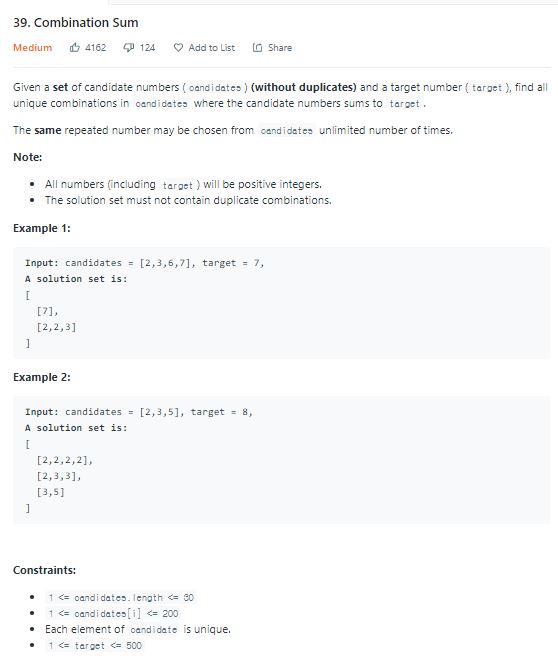 39. Combination Sum
Medium 4162 124 Add to List Share
Given a set of candidate numbers ( candidates ) (without duplicates) and a target number ( target ), find all
unique combinations in candidates where the candidate numbers sums to target .
The same repeated number may be chosen from candidates unlimited number of times.
Note:
• All numbers (including target ) will be positive integers.
• The solution set must not contain duplicate combinations.
Example 1:
Input: candidates = [2,3,6,7], target = 7,
A solution set is:
[
[7],
[2,2,3]
]
Example 2:
Input: candidates = [2,3,5], target = 8,
A solution set is:
[
[2,2,2,2],
[2,3,3],
[3,5]
]
Constraints:
• 1 <= candidates.length <= 30
• 1 <= candidates[i] <= 200
• Each element of candidate is unique.
• 1 <= target <= 500